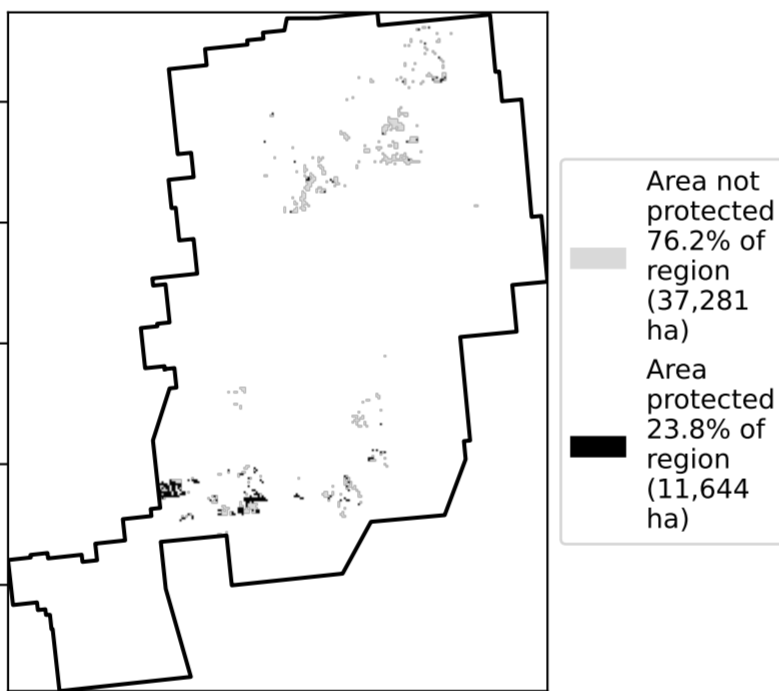 Area not
protected
76.2% of
region
(37,281
ha)
Area
protected
23.8% of
region
(11,644
ha)